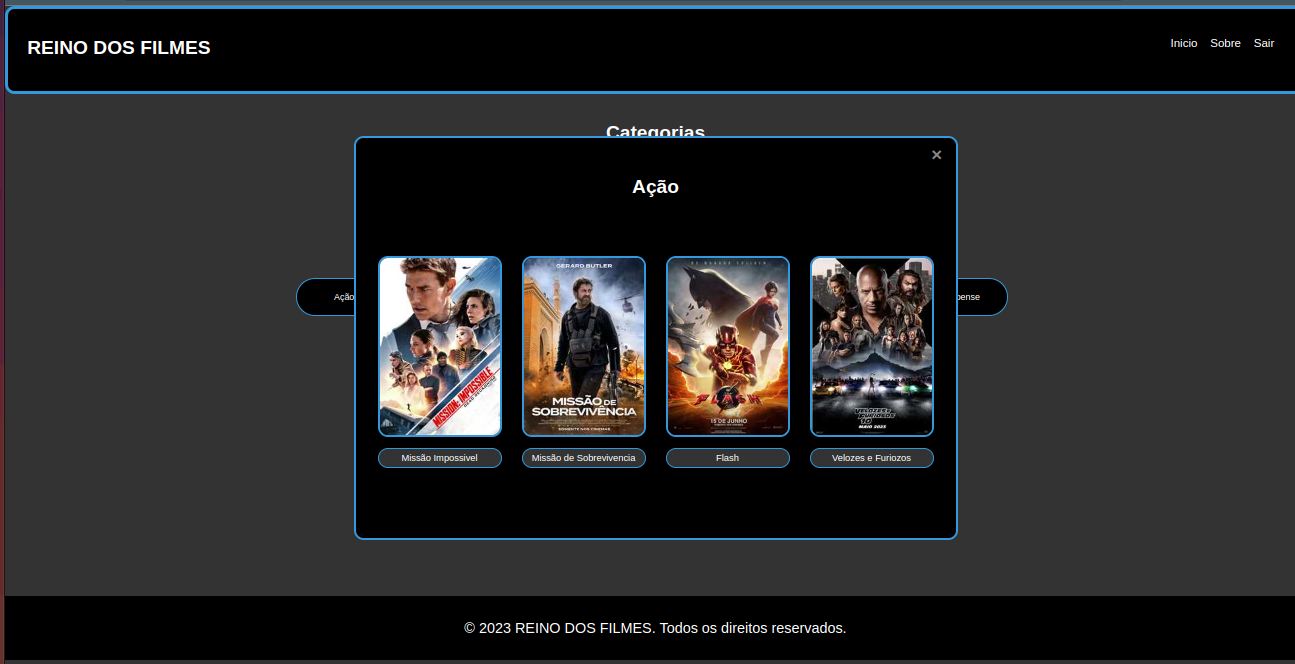 REINO DOS FILMES
Inicio Sobre Sair
Categorias
×
Ação
Ação
pense
GERARD BUTLER
MISSION: IMPOSSIBLE
MISSÃO DE
SOBREVIVÊNCIA
SOMENTE NOS CINEMAS
FLASH
15 DE JUNHO
VELOZES&
FURIOSOS
10
MAIO 2023
Missão Impossivel
Missão de Sobrevivencia
Flash
Velozes e Furiozos
© 2023 REINO DOS FILMES. Todos os direitos reservados.